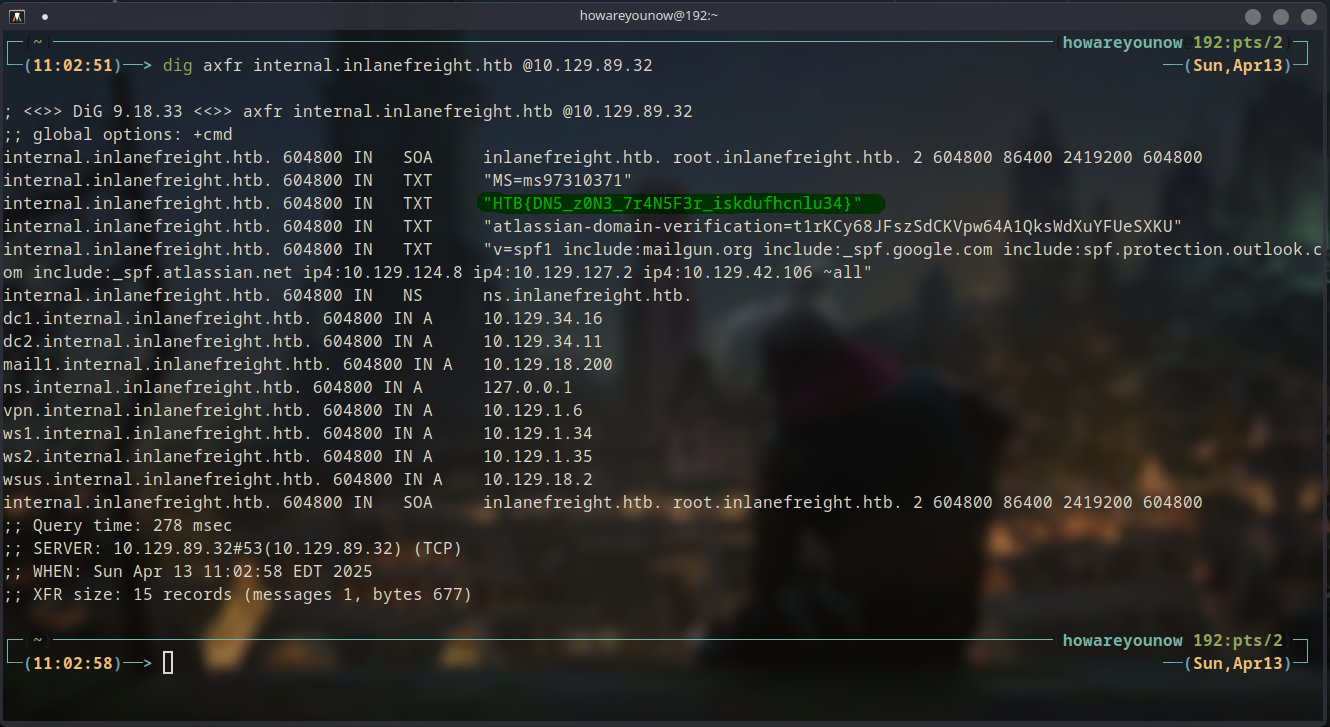 howareyounow@192:~
~ howareyounow 192:pts/2
(11:02:51)—> dig axfr internal.inlanefreight.htb @10.129.89.32 (Sun,Apr13)
; <<>> DiG 9.18.33 <<>> axfr internal.inlanefreight.htb @10.129.89.32
;; global options: +cmd
internal.inlanefreight.htb. 604800 IN SOA inlanefreight.htb. root.inlanefreight.htb. 2 604800 86400 2419200 604800
internal.inlanefreight.htb. 604800 IN TXT "MS=ms97310371"
internal.inlanefreight.htb. 604800 IN TXT "HTB{DN5_z0N3_7r4N5F3r_iskdufhcnlu34}"
internal.inlanefreight.htb. 604800 IN TXT "atlassian-domain-verification=t1rKCy68JFszSdCKVpw64A1QksWdXuYFUeSXKU"
internal.inlanefreight.htb. 604800 IN TXT "v=spf1 include:mailgun.org include:_spf.google.com include:spf.protection.outlook.c
om include:_spf.atlassian.net ip4:10.129.124.8 ip4:10.129.127.2 ip4:10.129.42.106 ~all"
internal.inlanefreight.htb. 604800 IN NS ns.inlanefreight.htb.
dc1.internal.inlanefreight.htb. 604800 IN A 10.129.34.16
dc2.internal.inlanefreight.htb. 604800 IN A 10.129.34.11
mail1.internal.inlanefreight.htb. 604800 IN A 10.129.18.200
ns.internal.inlanefreight.htb. 604800 IN A 127.0.0.1
vpn.internal.inlanefreight.htb. 604800 IN A 10.129.1.6
ws1.internal.inlanefreight.htb. 604800 IN A 10.129.1.34
ws2.internal.inlanefreight.htb. 604800 IN A 10.129.1.35
wsus.internal.inlanefreight.htb. 604800 IN A 10.129.18.2
internal.inlanefreight.htb. 604800 IN SOA inlanefreight.htb. root.inlanefreight.htb. 2 604800 86400 2419200 604800
;; Query time: 278 msec
;; SERVER: 10.129.89.32#53(10.129.89.32) (TCP)
;; WHEN: Sun Apr 13 11:02:58 EDT 2025
;; XFR size: 15 records (messages 1, bytes 677)
~ howareyounow 192:pts/2
(11:02:58)—> (Sun,Apr13)